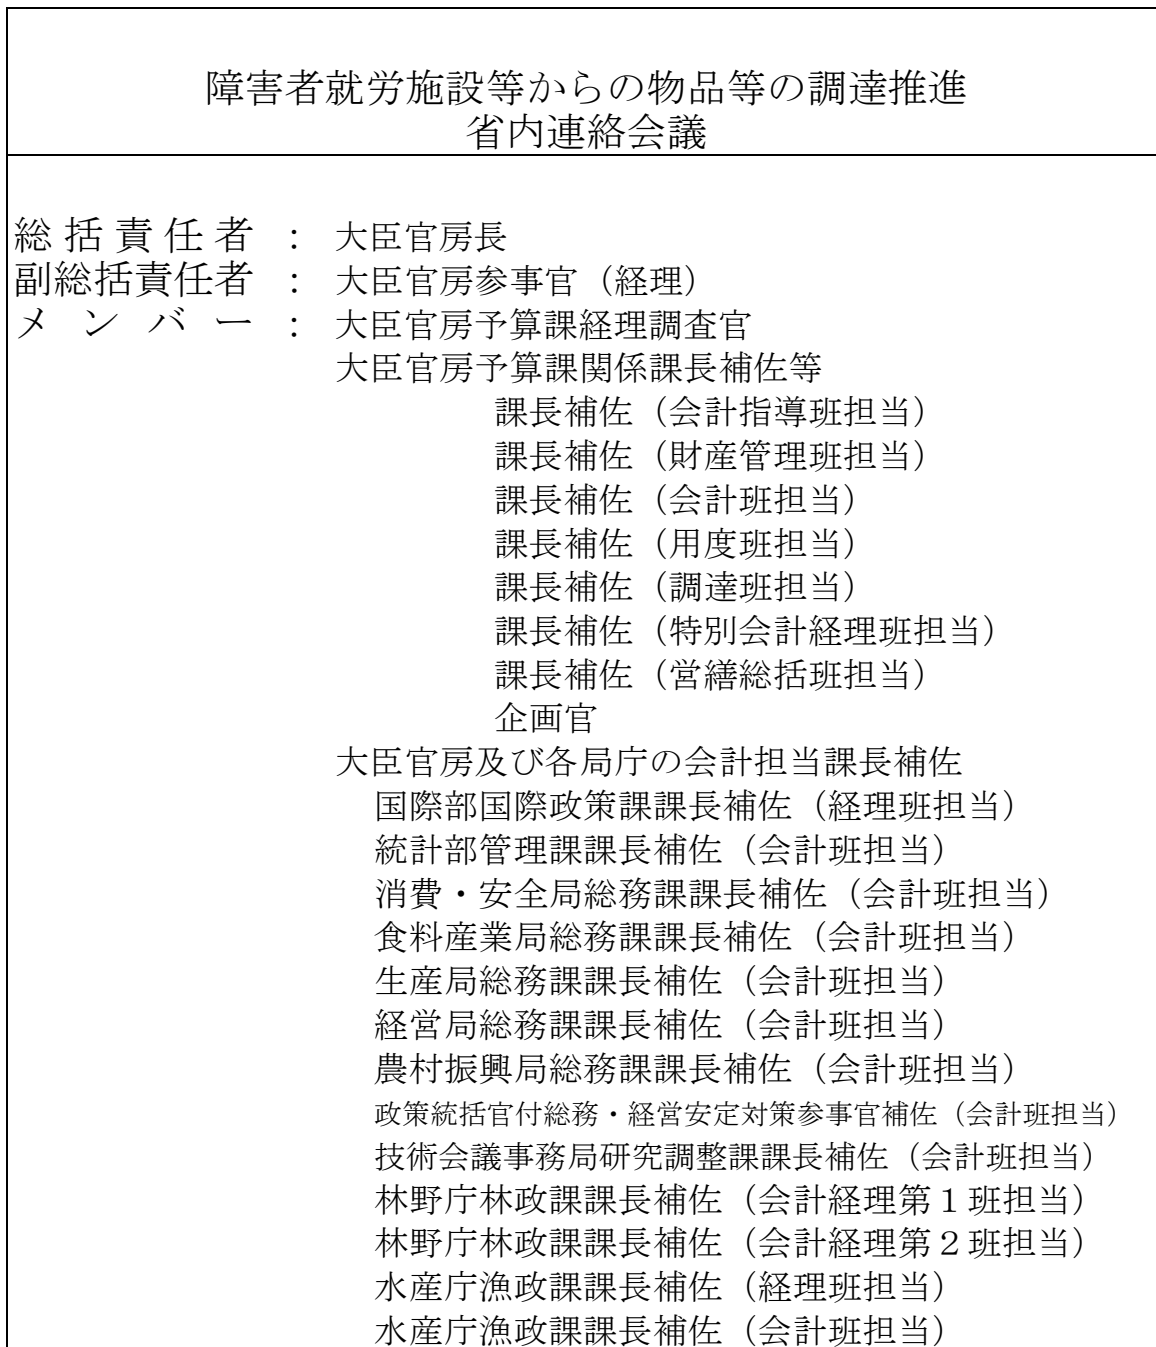 障害者就労施設等からの物品等の調達推進
省内連絡会議
総括責任者 : 大臣官房長
副総括責任者 : 大臣官房参事官（経理）
メンバー : 大臣官房予算課経理調査官
大臣官房予算課関係課長補佐等
課長補佐（会計指導班担当）
課長補佐（財産管理班担当）
課長補佐（会計班担当）
課長補佐（用度班担当）
課長補佐（調達班担当）
課長補佐（特別会計経理班担当）
課長補佐（営繕総括班担当）
企画官
大臣官房及び各局庁の会計担当課長補佐
国際部国際政策課課長補佐（経理班担当）
統計部管理課課長補佐（会計班担当）
消費・安全局総務課課長補佐（会計班担当）
食料産業局総務課課長補佐（会計班担当）
生産局総務課課長補佐（会計班担当）
経営局総務課課長補佐（会計班担当）
農村振興局総務課課長補佐（会計班担当）
政策統括官付総務・経営安定対策参事官補佐（会計班担当）
技術会議事務局研究調整課課長補佐（会計班担当）
林野庁林政課課長補佐（会計経理第１班担当）
林野庁林政課課長補佐（会計経理第２班担当）
水産庁漁政課課長補佐（経理班担当）
水産庁漁政課課長補佐（会計班担当）